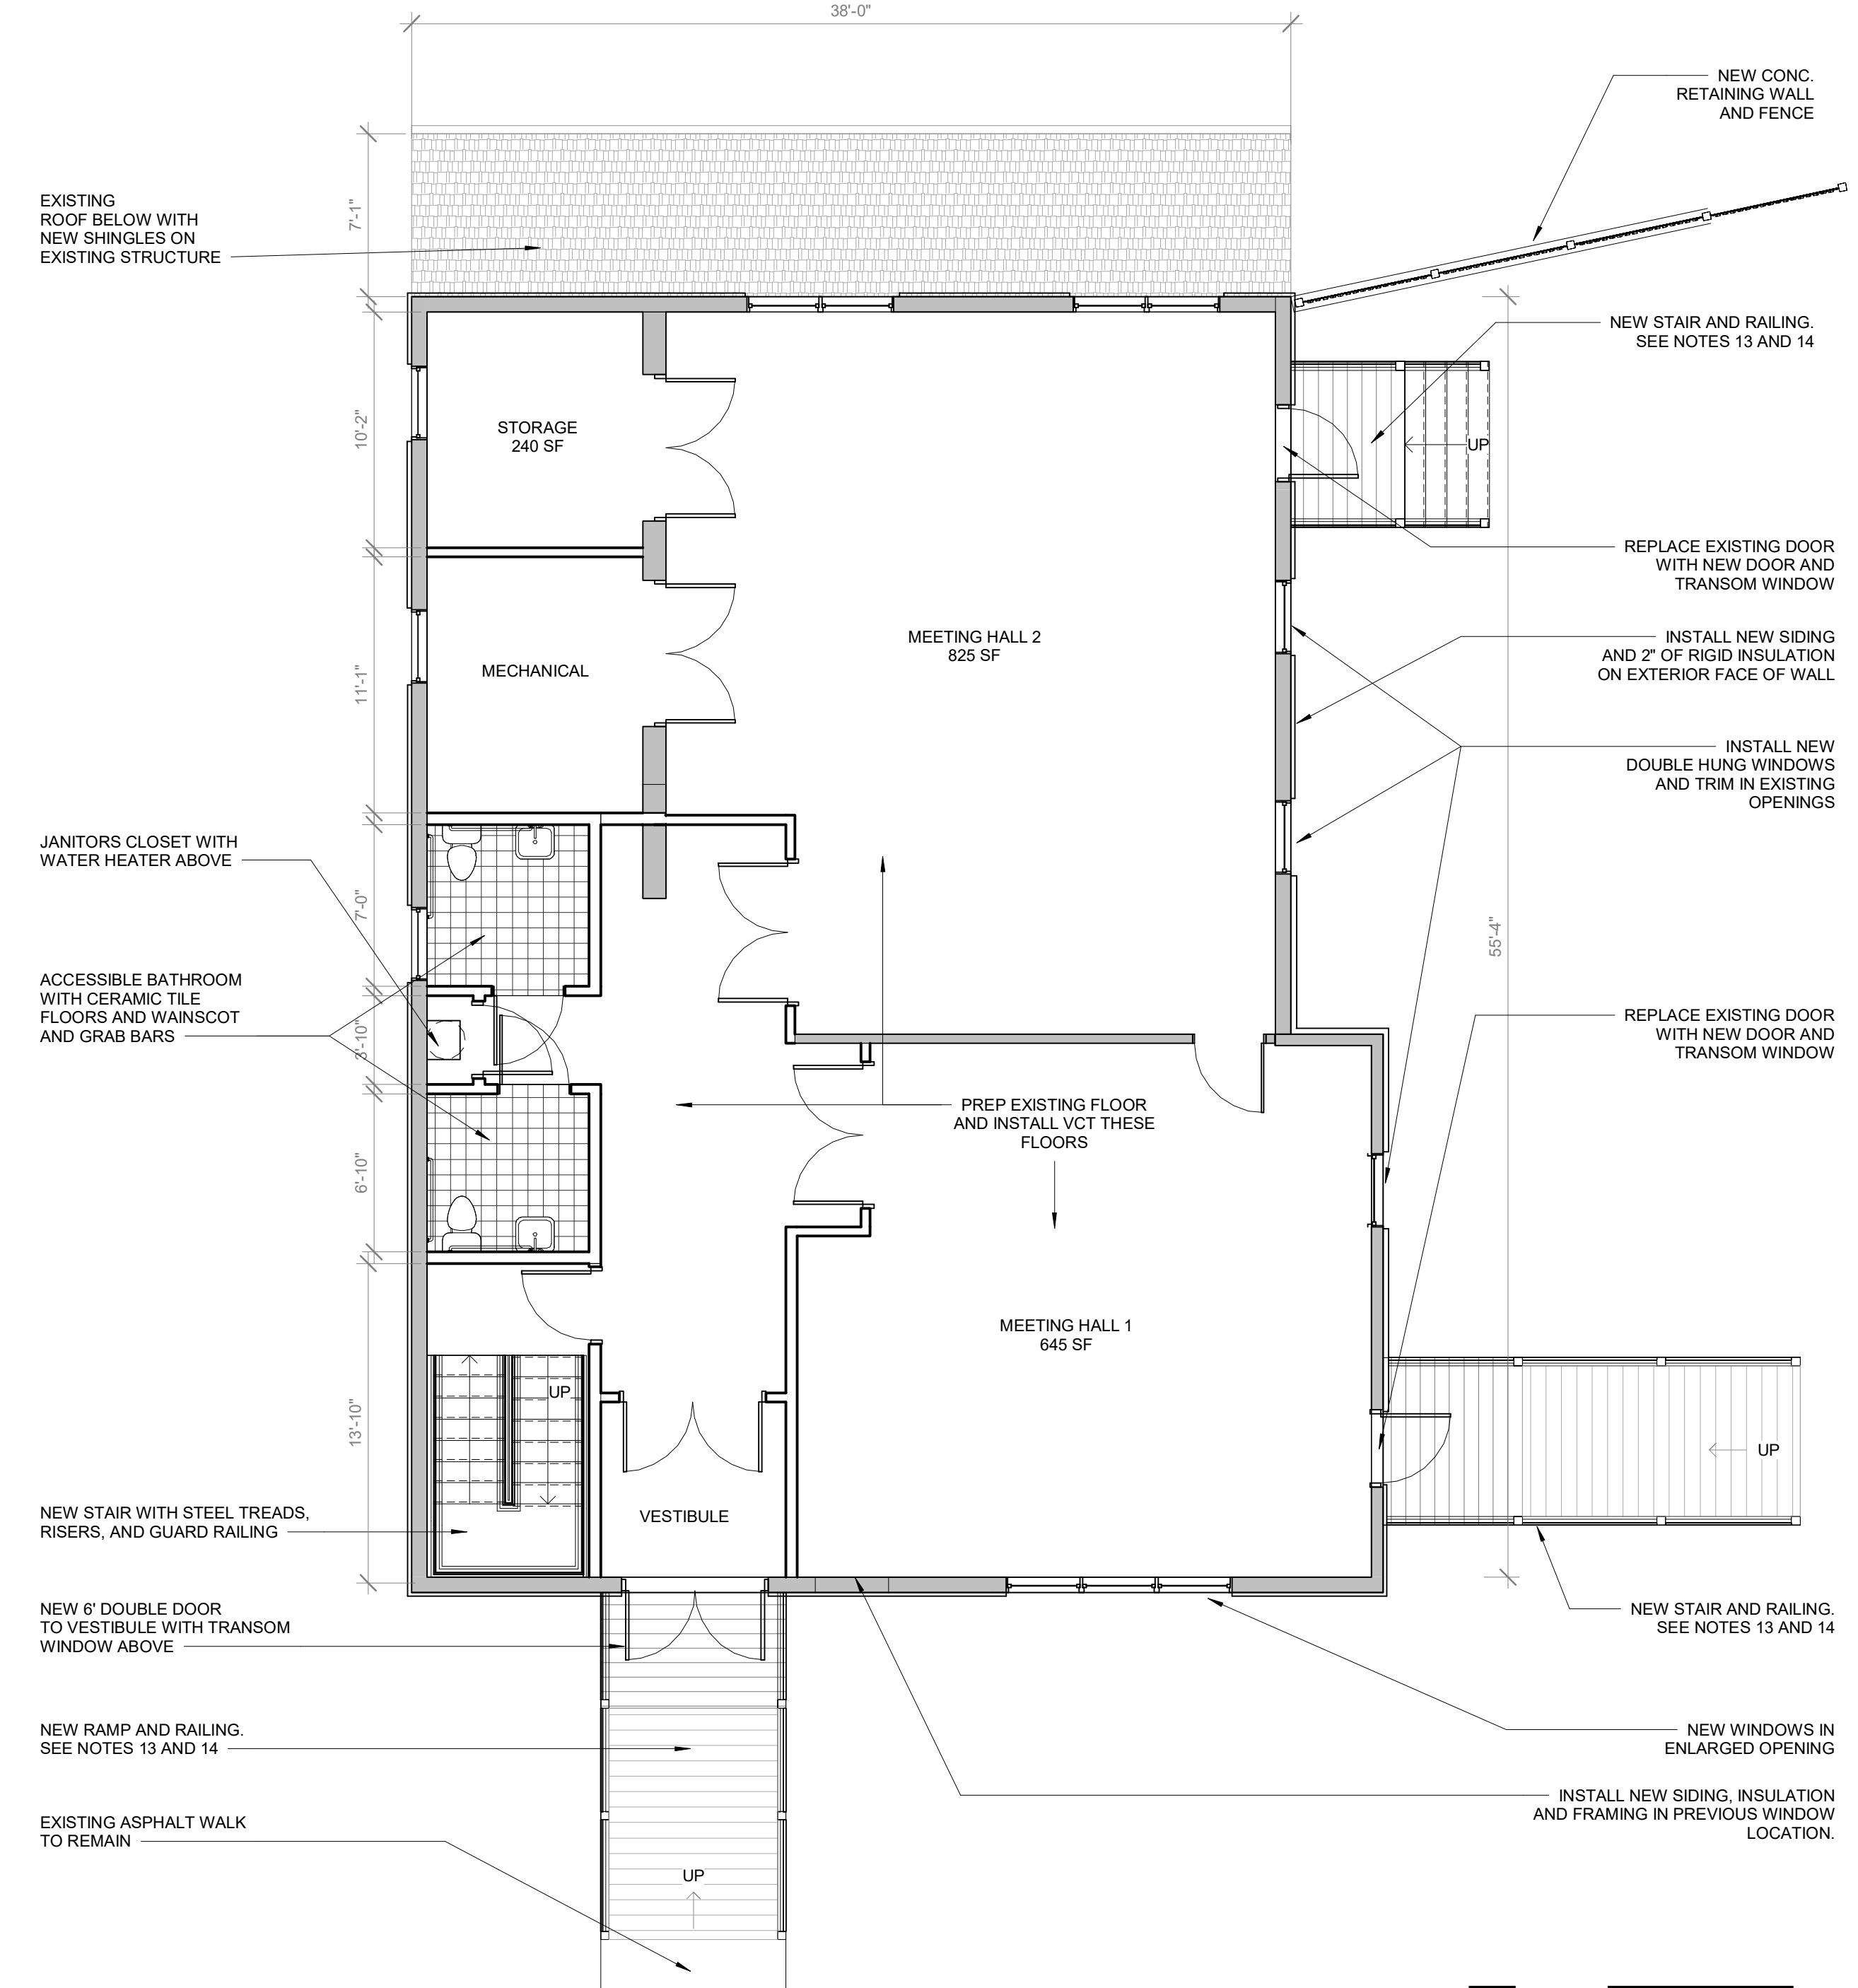 38'-0"
NEW CONC.
RETAINING WALL
AND FENCE
EXISTING
ROOF BELOW WITH
NEW SHINGLES ON
EXISTING STRUCTURE
7'-1"
NEW STAIR AND RAILING.
SEE NOTES 13 AND 14
10'-2"
STORAGE
240 SF
UP
REPLACE EXISTING DOOR
WITH NEW DOOR AND
TRANSOM WINDOW
MEETING HALL 2
825 SF
INSTALL NEW SIDING
AND 2" OF RIGID INSULATION
ON EXTERIOR FACE OF WALL
11'-1"
MECHANICAL
INSTALL NEW
DOUBLE HUNG WINDOWS
AND TRIM IN EXISTING
OPENINGS
JANITORS CLOSET WITH
WATER HEATER ABOVE
7'-0"
55'-4"
ACCESSIBLE BATHROOM
WITH CERAMIC TILE
FLOORS AND WAINSCOT
AND GRAB BARS
3'-10"
REPLACE EXISTING DOOR
WITH NEW DOOR AND
TRANSOM WINDOW
PREP EXISTING FLOOR
AND INSTALL VCT THESE
FLOORS
6'-10"
MEETING HALL 1
645 SF
UP
13'-10"
UP
NEW STAIR WITH STEEL TREADS,
RISERS, AND GUARD RAILING
VESTIBULE
NEW 6' DOUBLE DOOR
TO VESTIBULE WITH TRANSOM
WINDOW ABOVE
NEW STAIR AND RAILING.
SEE NOTES 13 AND 14
NEW RAMP AND RAILING.
SEE NOTES 13 AND 14
NEW WINDOWS IN
ENLARGED OPENING
INSTALL NEW SIDING, INSULATION
AND FRAMING IN PREVIOUS WINDOW
LOCATION.
EXISTING ASPHALT WALK
TO REMAIN
UP